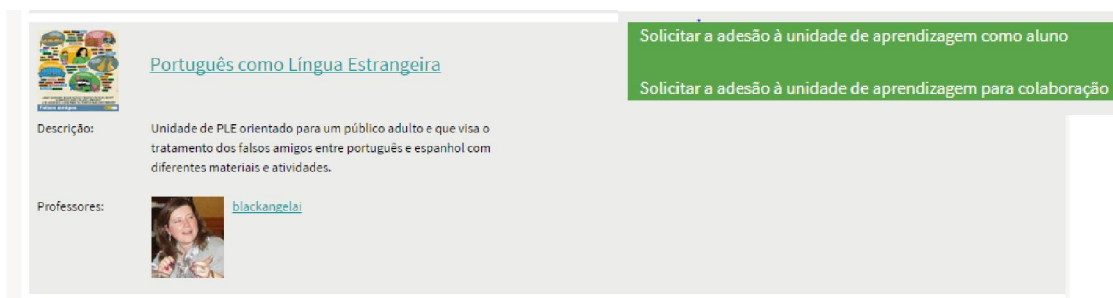 Português como Língua Estrangeira
Solicitar a adesão à unidade de aprendizagem como aluno
Solicitar a adesão à unidade de aprendizagem para colaboração
Falsos amigos
Descrição:
Unidade de PLE orientado para um público adulto e que visa o
tratamento dos falsos amigos entre português e espanhol com
diferentes materiais e atividades.
Professores:
blackangelai